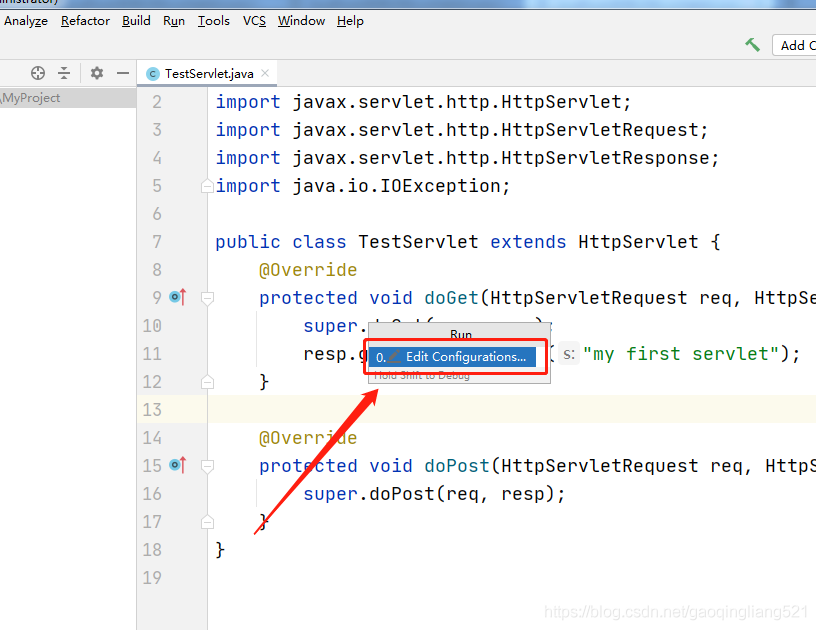 Analyze Refactor Build Run Tools VCS Window Help
Add C
\MyProject
TestServlet.java
2 import javax.servlet.http.HttpServlet;
3 import javax.servlet.http.HttpServletRequest;
4 import javax.servlet.http.HttpServletResponse;
5 import java.io.IOException;
6
7 public class TestServlet extends HttpServlet {
8 @Override
9 protected void doGet(HttpServletRequest req, HttpSe
10 super.
Run
11 resp.g ( s: "my first servlet");
0. Edit Configurations...
Hold Shift to Debug
12 }
13
14 @Override
15 protected void doPost(HttpServletRequest req, HttpS
16 super.doPost(req, resp);
17 }
18 }
19
https://blog.csdn.net/gaoqingliang521